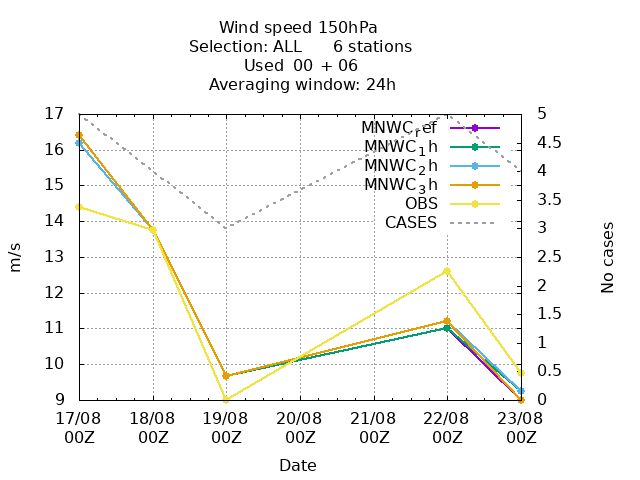 Wind speed 150hPa
Selection: ALL 6 stations
Used 00 + 06
Averaging window: 24h
17 5
MNWC_ref
MNWC_1h
MNWC_2h
MNWC_3h
OBS
CASES
16 4.5
15 4
14 3.5
13 3
12 2.5
11 2
10 1.5
9 1
0.5
0
m/s
No cases
17/08 18/08 19/08 20/08 21/08 22/08 23/08
00Z 00Z 00Z 00Z 00Z 00Z 00Z
Date